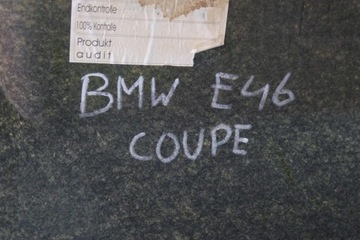 Endkontrolle
100% Kontrolle
Produkt
audit
BMW E46
COUPE